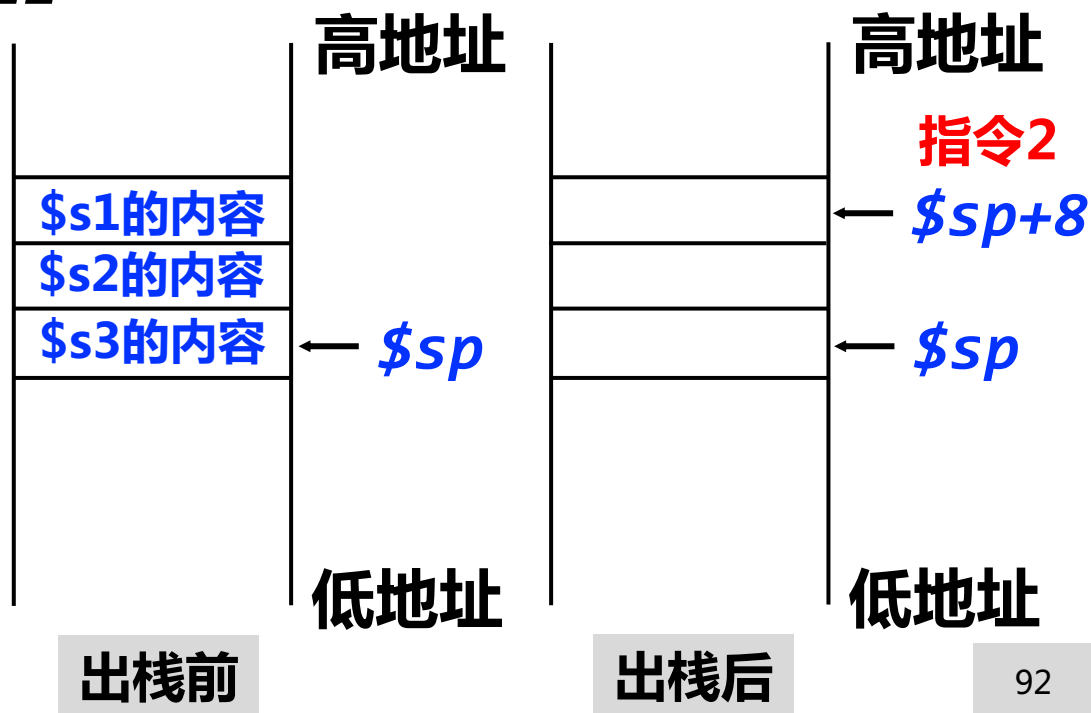 高地址
高地址
指令2
$s1的内容
$sp+8
$s2的内容
$s3的内容
$sp
$sp
低地址
低地址
出栈前
出栈后
92